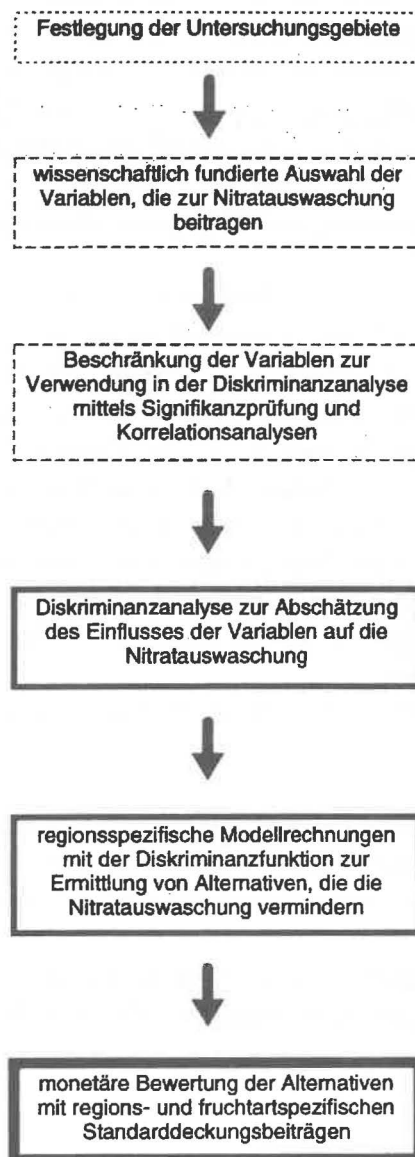 Festlegung der Untersuchungsgebiete
wissenschaftlich fundierte Auswahl der
Variablen, die zur Nitratauswaschung
beitragen
Beschränkung der Variablen zur
Verwendung in der Diskriminanzanalyse
mittels Signifikanzprüfung und
Korrelationsanalysen
Diskriminanzanalyse zur Abschätzung
des Einflusses der Variablen auf die
Nitratauswaschung
regionsspezifische Modellrechnungen
mit der Diskriminanzfunktion zur
Ermittlung von Alternativen, die die
Nitratauswaschung vermindern
monetäre Bewertung der Alternativen
mit regions- und fruchtartspezifischen
Standarddeckungsbeiträgen